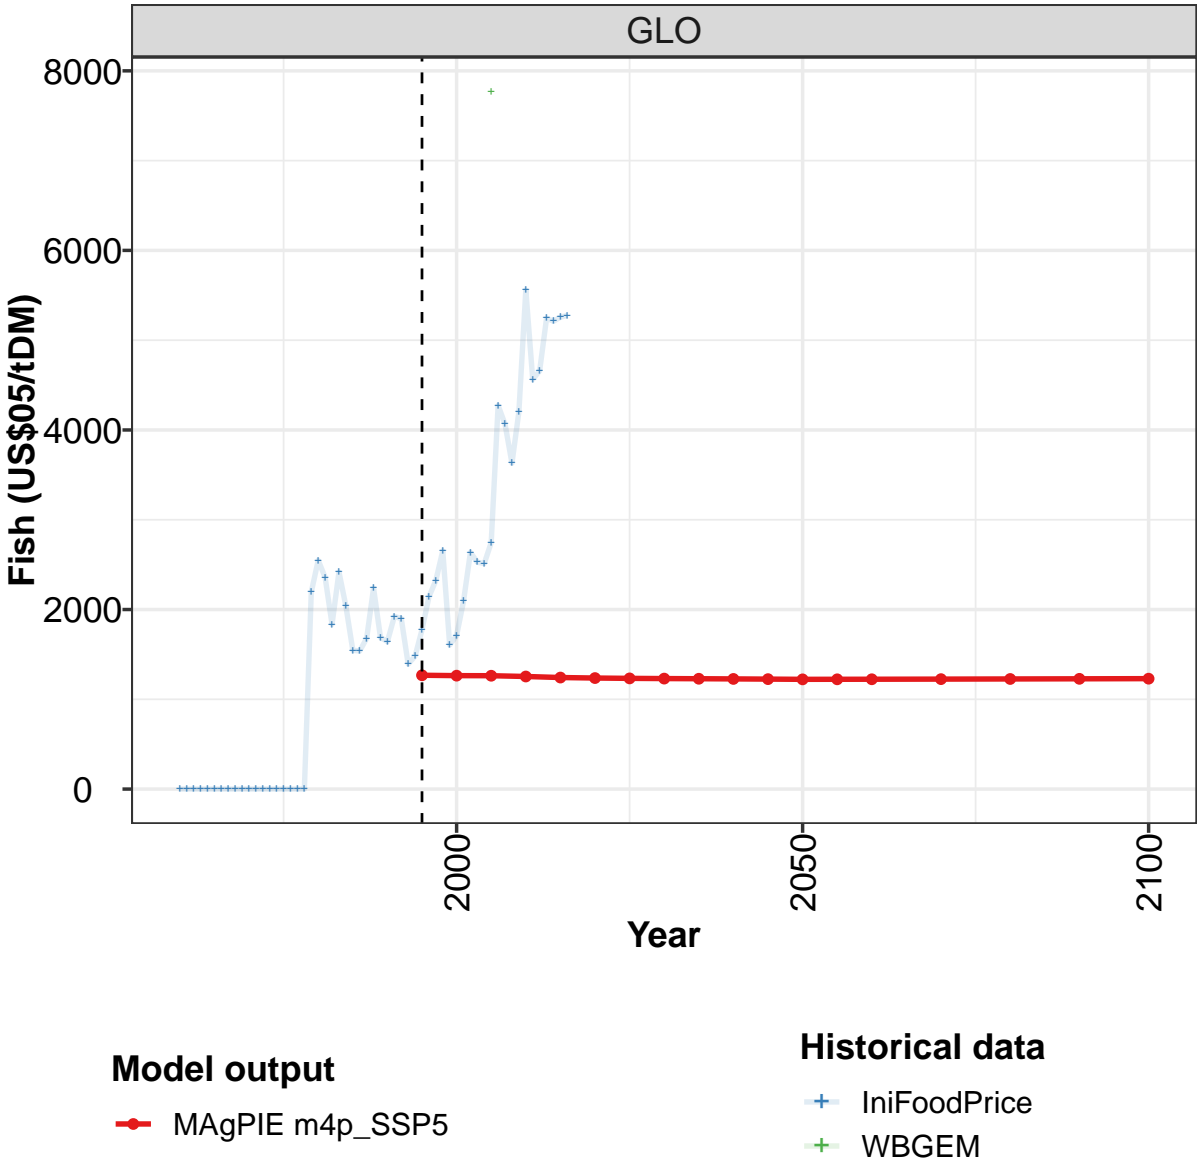 GLO
8000
6000
4000
2000
0
Fish (US$05/tDM)
2000
2050
2100
Year
Model output
MAgPIE m4p_SSP5
Historical data
IniFoodPrice
WBGEM